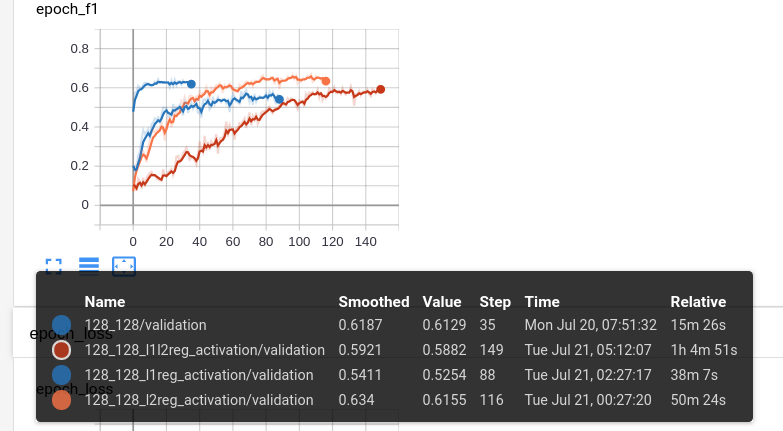 epoch_f1
0.8
0.6
0.4
0.2
0
0 20 40 60 80 100 120 140
Name Smoothed Value Step Time Relative
128_128/validation 0.6187 0.6129 35 Mon Jul 20, 07:51:32 15m 26s
epoch_loss
128_128_l1l2reg_activation/validation 0.5921 0.5882 149 Tue Jul 21, 05:12:07 1h 4m 51s
128_128_l1reg_activation/validation 0.5411 0.5254 88 Tue Jul 21, 02:27:17 38m 7s
epoch_loss
128_128_l2reg_activation/validation 0.634 0.6155 116 Tue Jul 21, 00:27:20 50m 24s